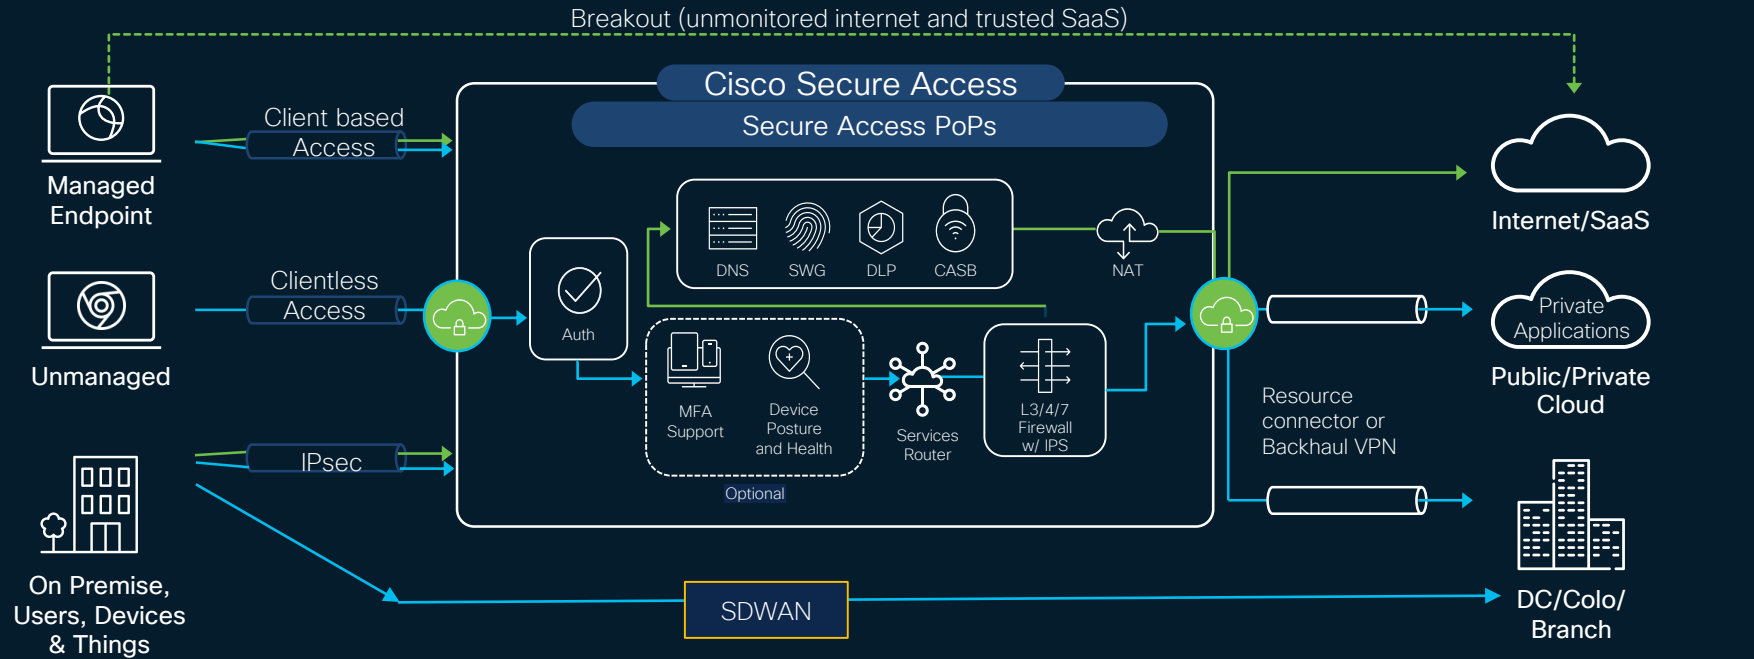 Breakout (unmonitored internet and trusted SaaS)
Cisco Secure Access
Secure Access PoPs
Client based
Access
Managed
Endpoint
Clientless
Access
Unmanaged
IPsec
On Premise,
Users, Devices
& Things
Auth
DNS
SWG
DLP
CASB
NAT
MFA
Support
Device
Posture
and Health
Optional
Services
Router
L3/4/7
Firewall
w/ IPS
Internet/SaaS
Private
Applications
Public/Private
Cloud
Resource
connector or
Backhaul VPN
SDWAN
DC/Colo/
Branch